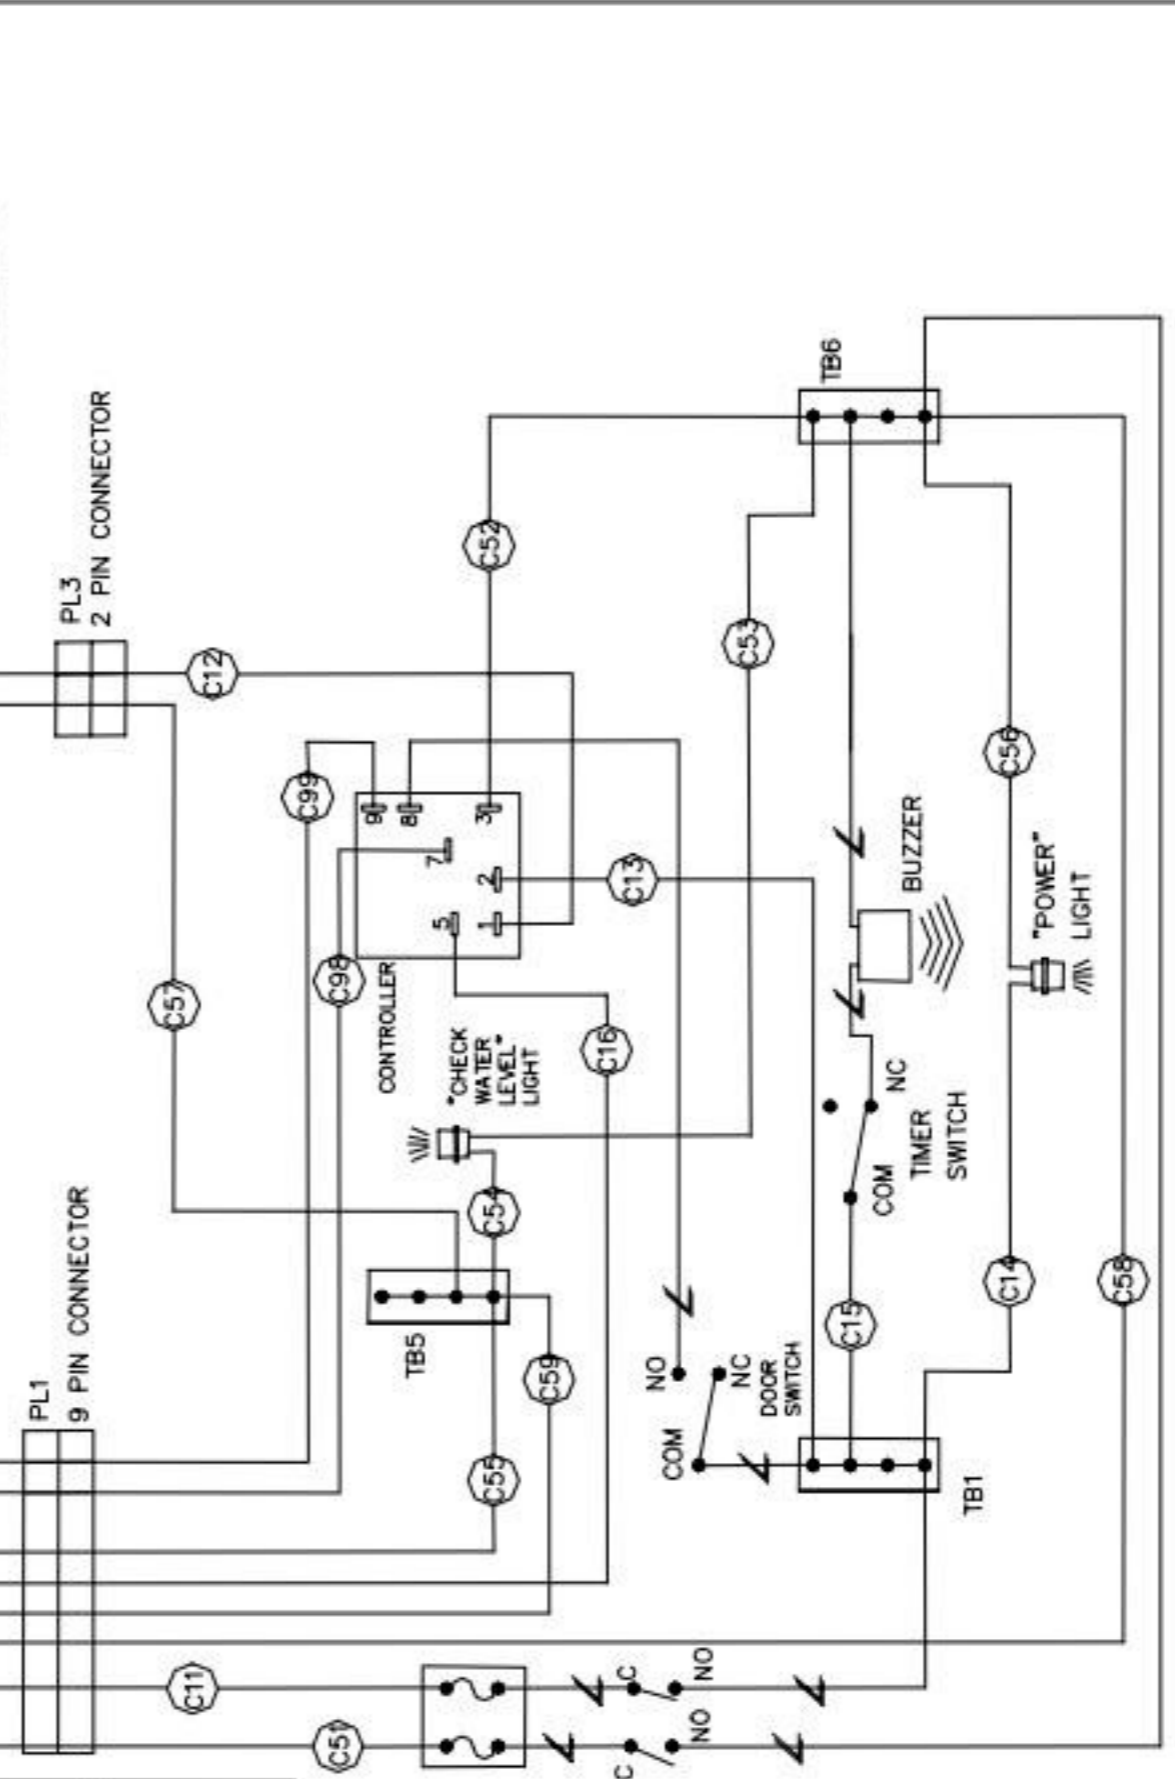 PL3
2 PIN CONNECTOR
C12
C57
C99
C98
C52
9
8
3
7
2
5
1
CONTROLLER
C13
C16
C53
"CHECK
WATER
LEVEL"
LIGHT
C54
TB5
C59
C55
PL1
9 PIN CONNECTOR
C11
C51
C
NO
C
NO
NO
COM
NC
DOOR
SWITCH
TB1
C15
COM
NC
TIMER
SWITCH
BUZZER
"POWER"
LIGHT
C14
C56
C58
TB6